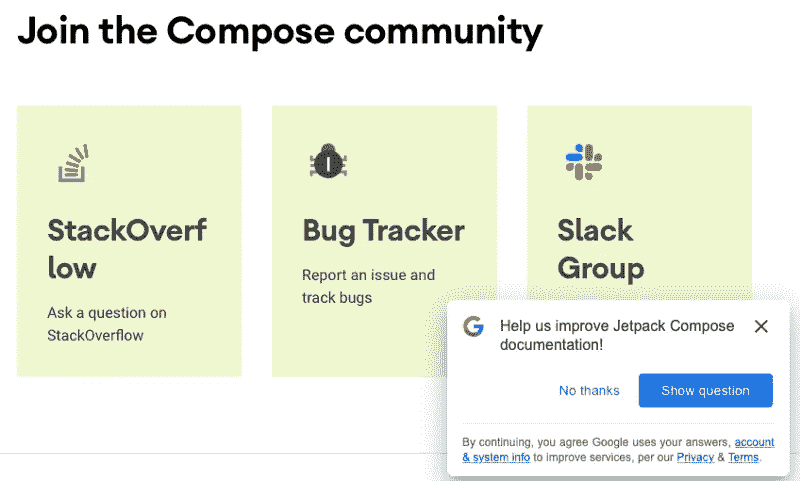 Join the Compose community
StackOverf
low
Ask a question on
StackOverflow
Bug Tracker
Report an issue and
track bugs
Slack
Group
Help us improve Jetpack Compose
documentation!
No thanks
Show question
By continuing, you agree Google uses your answers, account
& system info to improve services, per our Privacy & Terms.